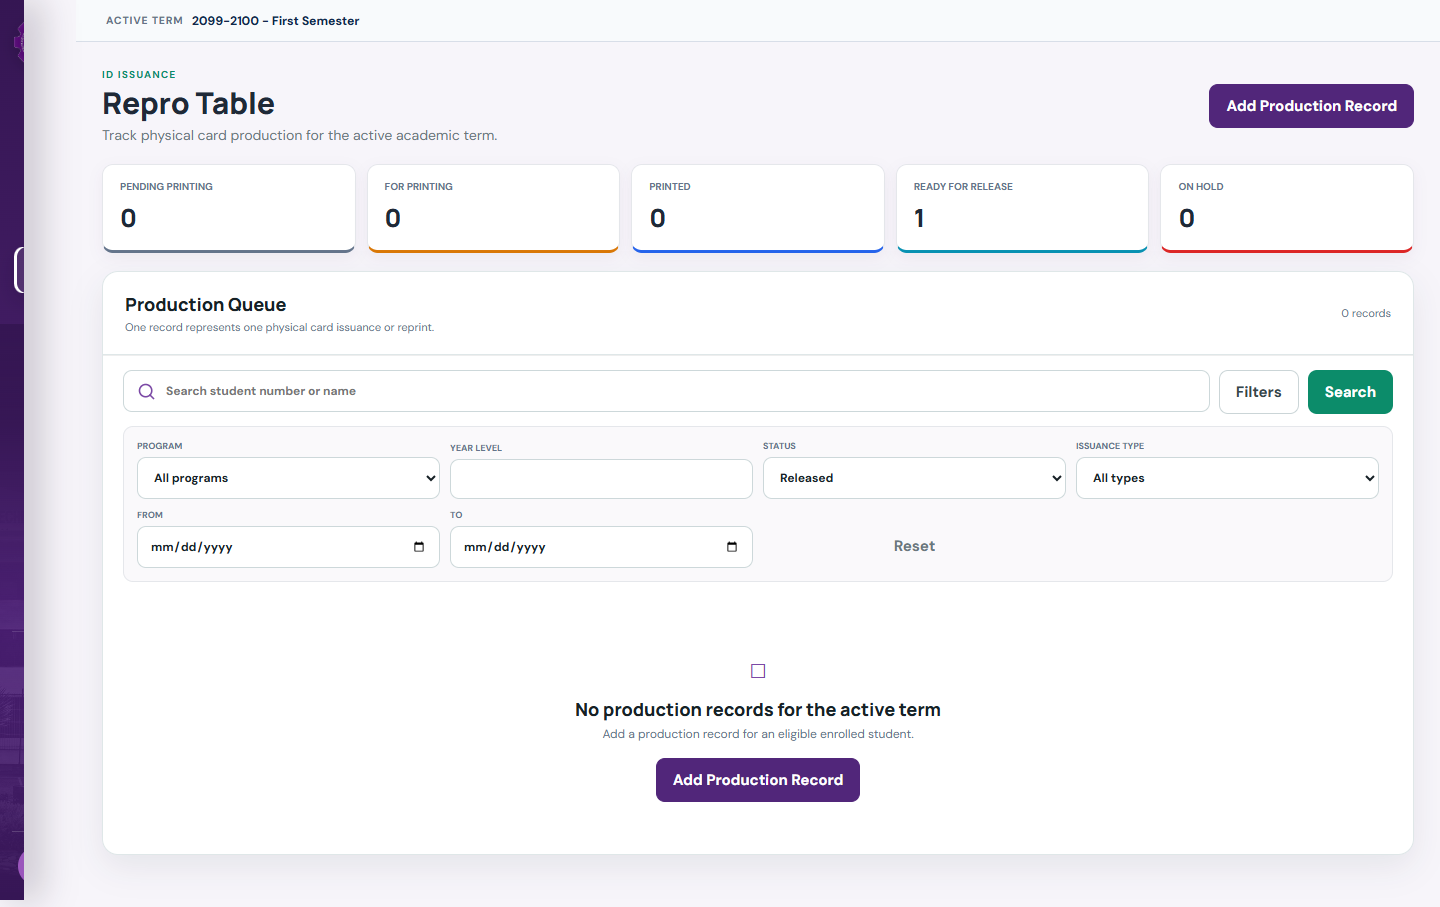 ACTIVE TERM 2099-2100 - First Semester
ID ISSUANCE
Repro Table
Track physical card production for the active academic term.
Add Production Record
PENDING PRINTING
0
FOR PRINTING
0
PRINTED
0
READY FOR RELEASE
1
ON HOLD
0
Production Queue
One record represents one physical card issuance or reprint.
0 records
Search student number or name
Filters
Search
PROGRAM
All programs
YEAR LEVEL
STATUS
Released
ISSUANCE TYPE
All types
FROM
mm/dd/yyyy
TO
mm/dd/yyyy
Reset
No production records for the active term
Add a production record for an eligible enrolled student.
Add Production Record